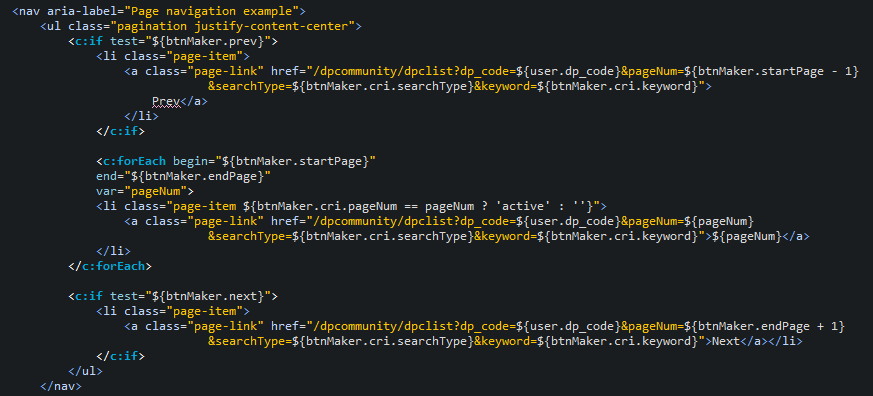 <nav aria-label="Page navigation example">
    <ul class="pagination justify-content-center">
        <c:if test="${btnMaker.prev}">
            <li class="page-item">
                <a class="page-link" href="/dpcommunity/dpclist?dp_code=${user.dp_code}&pageNum=${btnMaker.startPage - 1}
                            &searchType=${btnMaker.cri.searchType}&keyword=${btnMaker.cri.keyword}">
                    Prev</a>
                </li>
            </c:if>

            <c:forEach begin="${btnMaker.startPage}"
            end="${btnMaker.endPage}"
            var="pageNum">
            <li class="page-item ${btnMaker.cri.pageNum == pageNum ? 'active' : ''}">
                <a class="page-link" href="/dpcommunity/dpclist?dp_code=${user.dp_code}&pageNum=${pageNum}
                            &searchType=${btnMaker.cri.searchType}&keyword=${btnMaker.cri.keyword}">${pageNum}</a>
            </li>
        </c:forEach>

        <c:if test="${btnMaker.next}">
            <li class="page-item">
                <a class="page-link" href="/dpcommunity/dpclist?dp_code=${user.dp_code}&pageNum=${btnMaker.endPage + 1}
                            &searchType=${btnMaker.cri.searchType}&keyword=${btnMaker.cri.keyword}">Next</a></li>
            </c:if>
        </ul>
    </nav>